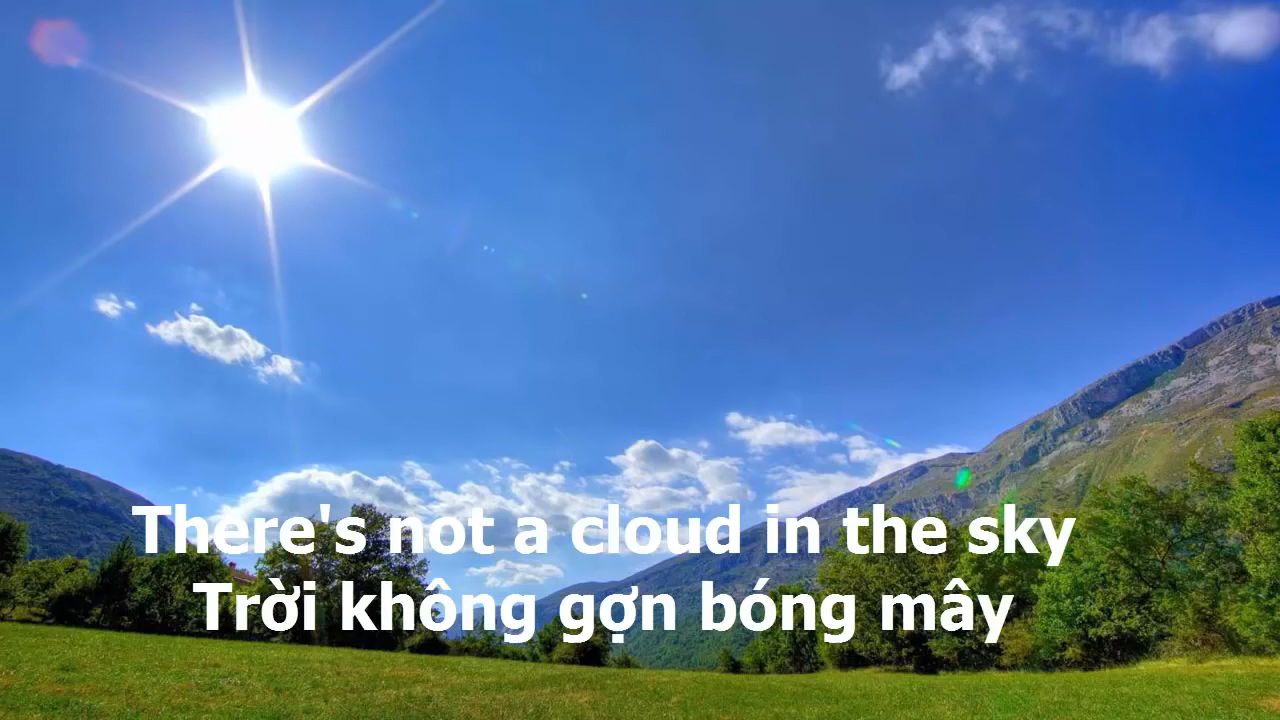 There's not a cloud in the sky
Trời không gợn bóng mây